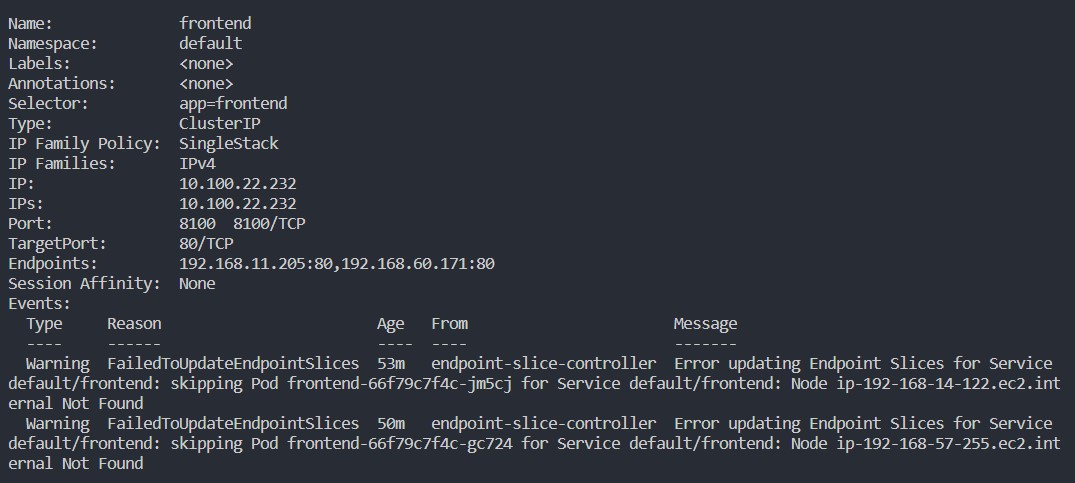 Name:              frontend
Namespace:         default
Labels:            <none>
Annotations:       <none>
Selector:          app=frontend
Type:              ClusterIP
IP Family Policy:  SingleStack
IP Families:       IPv4
IP:                10.100.22.232
IPs:               10.100.22.232
Port:              8100  8100/TCP
TargetPort:        80/TCP
Endpoints:         192.168.11.205:80,192.168.60.171:80
Session Affinity:  None
Events:
  Type     Reason                        Age   From                       Message
  ----     ------                        ----  ----                       -------
  Warning  FailedToUpdateEndpointSlices  53m   endpoint-slice-controller  Error updating Endpoint Slices for Service
default/frontend: skipping Pod frontend-66f79c7f4c-jm5cj for Service default/frontend: Node ip-192-168-14-122.ec2.int
ernal Not Found
  Warning  FailedToUpdateEndpointSlices  50m   endpoint-slice-controller  Error updating Endpoint Slices for Service
default/frontend: skipping Pod frontend-66f79c7f4c-gc724 for Service default/frontend: Node ip-192-168-57-255.ec2.int
ernal Not Found